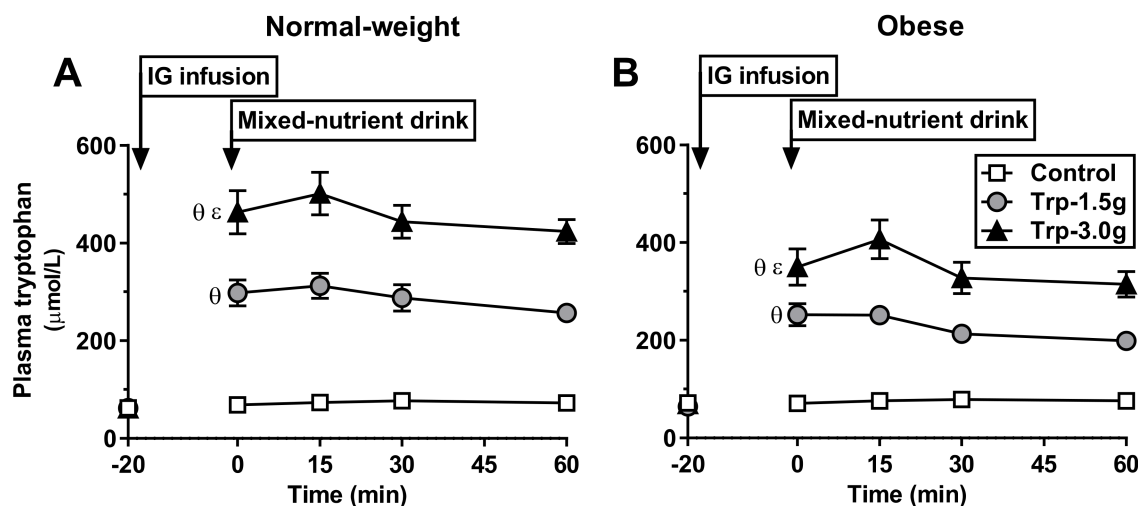 Normal-weight
Obese
A
IG infusion
Mixed-nutrient drink
B
IG infusion
Mixed-nutrient drink
Control
Trp-1.5g
Trp-3.0g
Plasma tryptophan
(μmol/L)
600
400
200
0
θ ε
θ
-20
0
15
30
45
60
Time (min)
600
400
200
0
θ ε
θ
-20
0
15
30
45
60
Time (min)